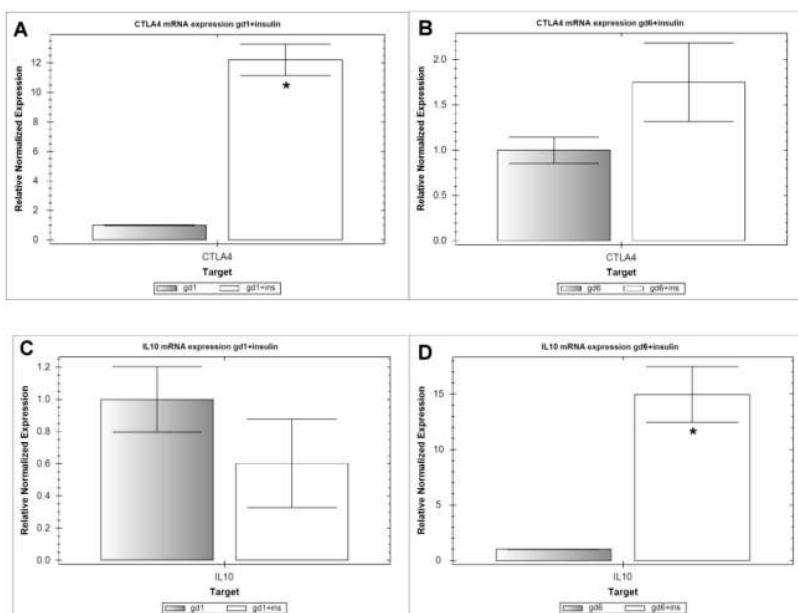 A
CTLA4 mRNA expression gd1+insulin
Relative Normalized Expression
12
10
8
6
4
2
0
*
CTLA4
Target
gd1 gd1+ins
B
CTLA4 mRNA expression gd6+insulin
Relative Normalized Expression
2.0
1.5
1.0
0.5
0.0
CTLA4
Target
gd6 gd6+ins
C
IL10 mRNA expression gd1+insulin
Relative Normalized Expression
1.2
1.0
0.8
0.6
0.4
0.2
0.0
IL10
Target
gd1 gd1+ins
D
IL10 mRNA expression gd6+insulin
Relative Normalized Expression
15
10
5
0
*
IL10
Target
gd6 gd6+ins